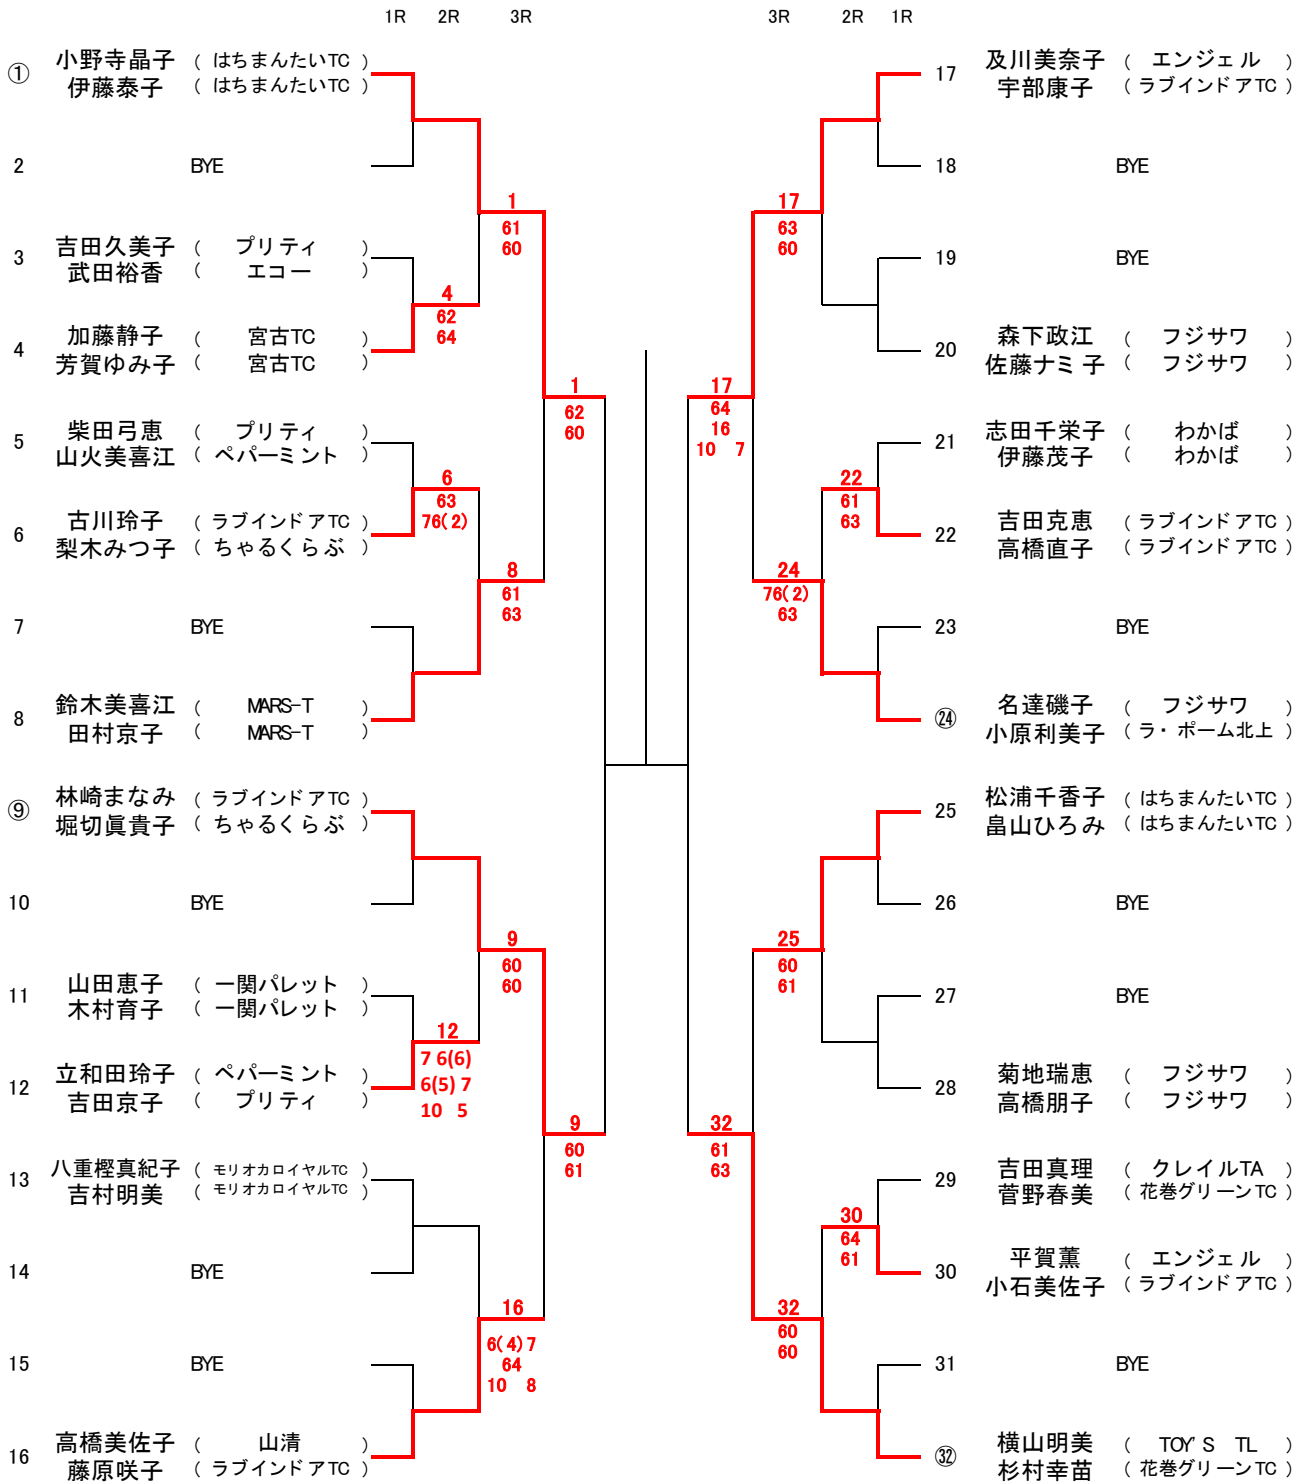 1R 2R 3R 3R 2R 1R
① 小野寺晶子 ( はちまんたいTC )
伊藤泰子 ( はちまんたいTC )
2 BYE
1
61
60
3 吉田久美子 ( プリティ )
武田裕香 ( エコー )
4
62
64
4 加藤静子 ( 宮古TC )
芳賀ゆみ子 ( 宮古TC )
1
62
60
5 柴田弓恵 ( プリティ )
山火美喜江 ( ペパーミント )
6
63
76(2)
6 古川玲子 ( ラブインドアTC )
梨木みつ子 ( ちゃるくらぶ )
8
61
63
7 BYE
8 鈴木美喜江 ( MARS-T )
田村京子 ( MARS-T )
⑨ 林崎まなみ ( ラブインドアTC )
堀切眞貴子 ( ちゃるくらぶ )
10 BYE
9
60
60
11 山田恵子 ( 一関パレット )
木村育子 ( 一関パレット )
12
7 6(6)
6(5) 7
10 5
12 立和田玲子 ( ペパーミント )
吉田京子 ( プリティ )
9
60
61
13 八重樫真紀子 ( モリオカロイヤルTC )
吉村明美 ( モリオカロイヤルTC )
14 BYE
16
6(4)7
64
10 8
15 BYE
16 高橋美佐子 ( 山清 )
藤原咲子 ( ラブインドアTC )
17 及川美奈子 ( エンジェル )
宇部康子 ( ラブインドアTC )
18 BYE
17
63
60
19 BYE
20 森下政江 ( フジサワ )
佐藤ナミ子 ( フジサワ )
17
64
16
10 7
21 志田千栄子 ( わかば )
伊藤茂子 ( わかば )
22
61
63
22 吉田克恵 ( ラブインドアTC )
高橋直子 ( ラブインドアTC )
24
76(2)
63
23 BYE
㉔ 名達磯子 ( フジサワ )
小原利美子 ( ラ・ポーム北上 )
25 松浦千香子 ( はちまんたいTC )
畠山ひろみ ( はちまんたいTC )
26 BYE
25
60
61
27 BYE
28 菊地瑞恵 ( フジサワ )
高橋朋子 ( フジサワ )
32
61
63
29 吉田真理 ( クレイルTA )
菅野春美 ( 花巻グリーンTC )
30
64
61
30 平賀薫 ( エンジェル )
小石美佐子 ( ラブインドアTC )
32
60
60
31 BYE
㉜ 横山明美 ( TOY'S TL )
杉村幸苗 ( 花巻グリーンTC )